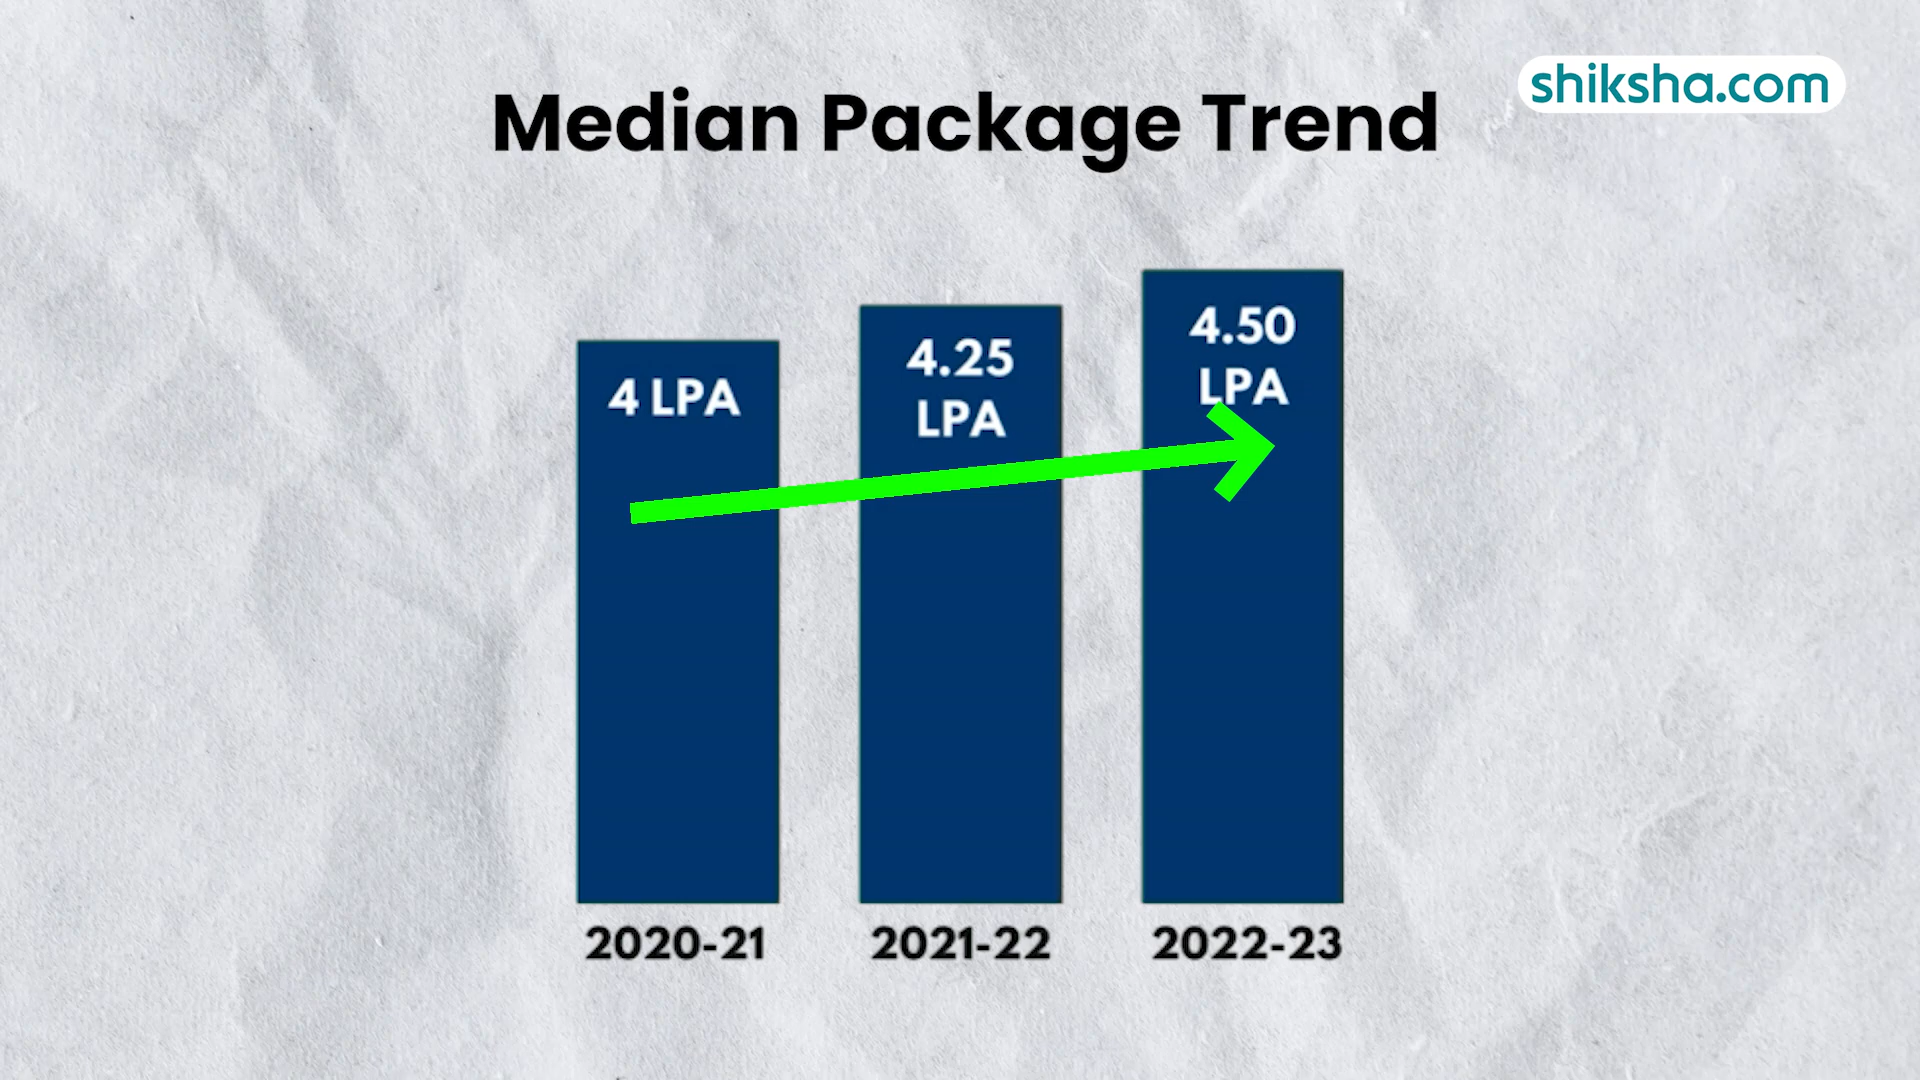 shiksha.com
Median Package Trend
4 LPA
4.25
LPA
4.50
LPA
2020-21
2021-22
2022-23